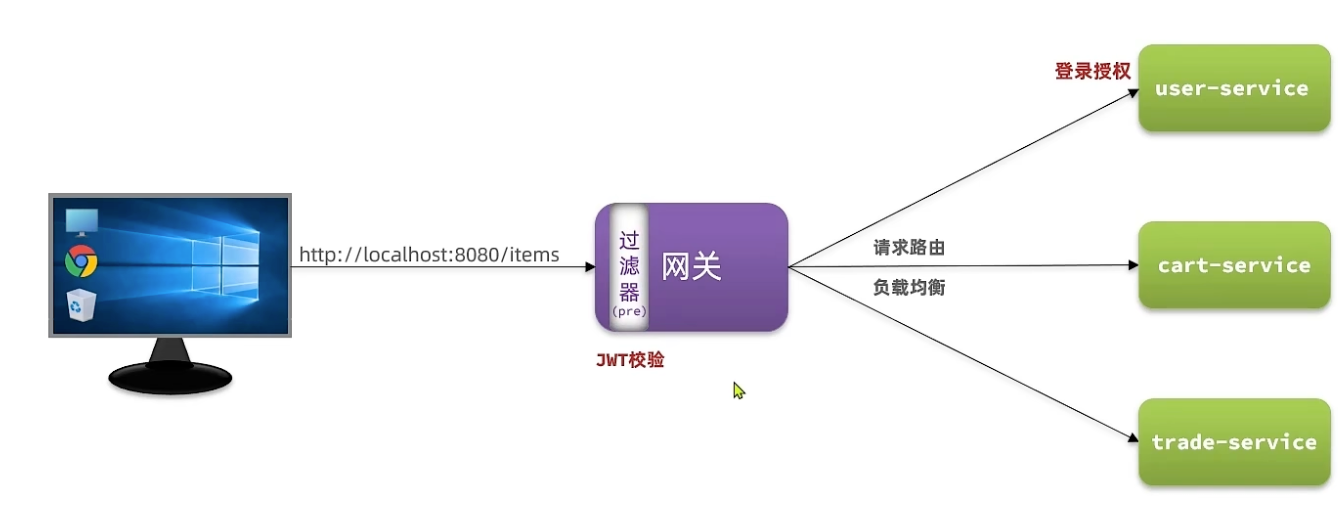 登录授权
user-service
http://localhost:8080/items
过滤器
(pre)
网关
请求路由
负载均衡
cart-service
JWT校验
trade-service